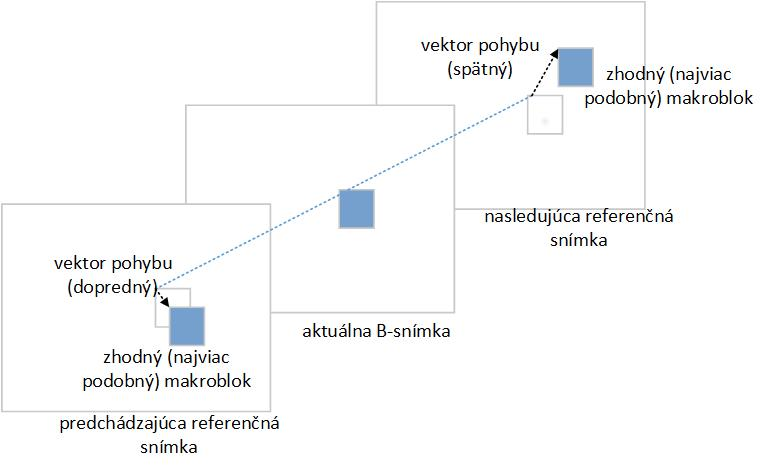 vektor pohybu
(spätný)
zhodný (najviac
podobný) makroblok
nasledujúca referenčná
snímka
vektor pohybu
(dopredný)
aktuálna B-snímka
zhodný (najviac
podobný) makroblok
predchádzajúca referenčná
snímka